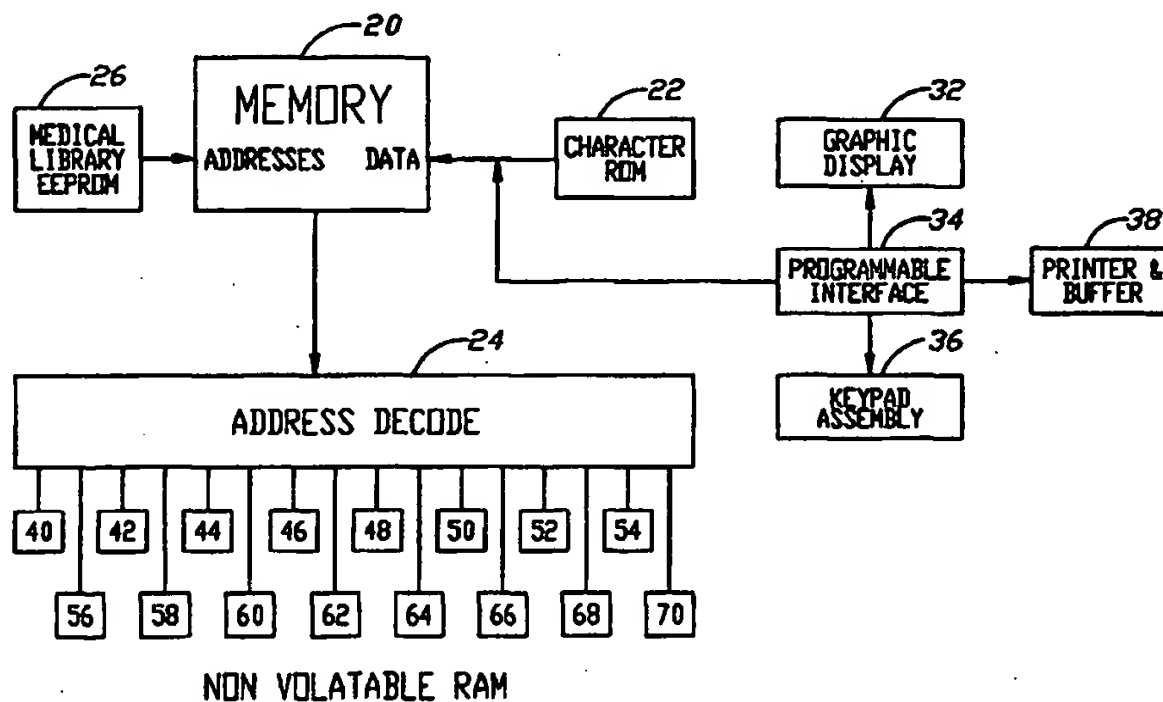 20
26
MEMORY
ADDRESSES DATA
MEDICAL
LIBRARY
EEPROM
22
CHARACTER
ROM
32
GRAPHIC
DISPLAY
34
PROGRAMMABLE
INTERFACE
38
PRINTER &
BUFFER
36
KEYPAD
ASSEMBLY
24
ADDRESS DECODE
40 42 44 46 48 50 52 54
56 58 60 62 64 66 68 70
NON VOLATABLE RAM